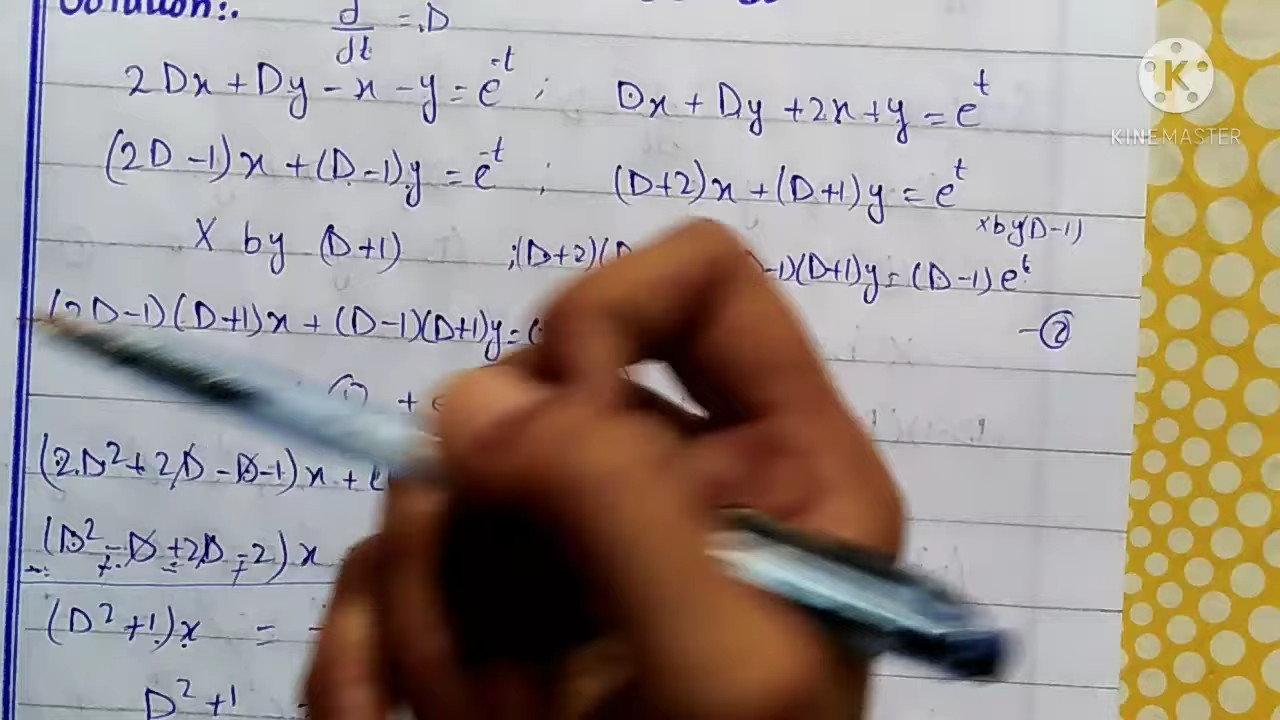 Solution:.
d/dt = D
2Dx + Dy - x - y = e^-t ; Dx + Dy + 2x + y = e^t
(2D - 1)x + (D - 1)y = e^-t ; (D+2)x + (D+1)y = e^t
x by (D-1)
X by (D+1) ;(D+2)( -1)(D+1)y = (D-1)e^t
(2D-1)(D+1)x + (D-1)(D+1)y = -②
+
(2D² + 2D - D - 1)x +
(D² - D + 2D - 2)x
(D² + 1)x =
D² + 1
K
KINEMASTER